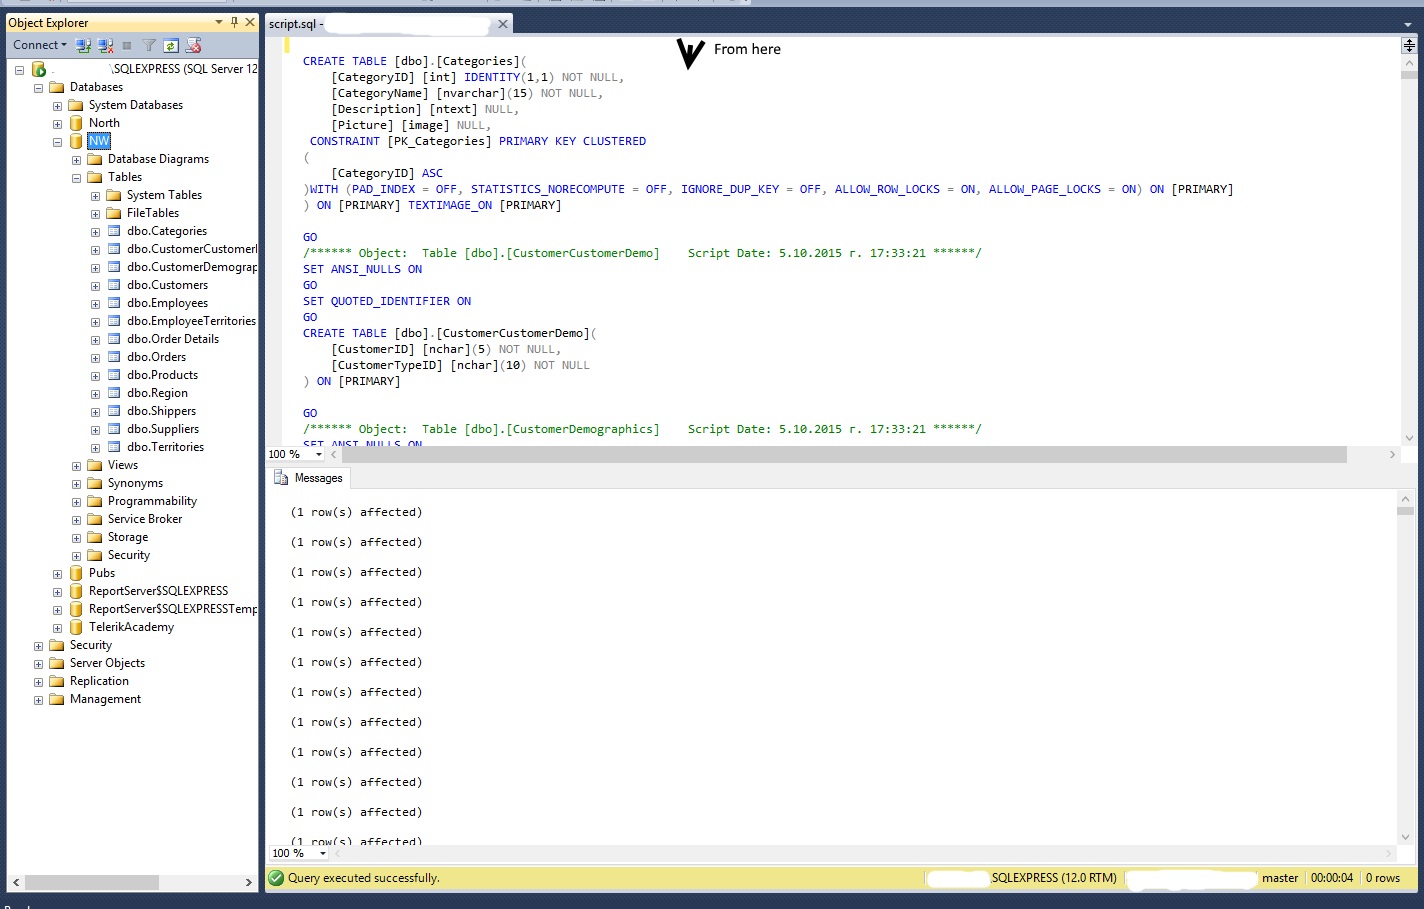 Object Explorer
Connect
\SQLEXPRESS (SQL Server 12
Databases
System Databases
North
NW
Database Diagrams
Tables
System Tables
FileTables
dbo.Categories
dbo.CustomerCustomerI
dbo.CustomerDemograp
dbo.Customers
dbo.Employees
dbo.EmployeeTerritories
dbo.Order Details
dbo.Orders
dbo.Products
dbo.Region
dbo.Shippers
dbo.Suppliers
dbo.Territories
Views
Synonyms
Programmability
Service Broker
Storage
Security
Pubs
ReportServer$SQLEXPRESS
ReportServer$SQLEXPRESSTemp
TelerikAcademy
Security
Server Objects
Replication
Management
script.sql -
From here
CREATE TABLE [dbo].[Categories](
[CategoryID] [int] IDENTITY(1,1) NOT NULL,
[CategoryName] [nvarchar](15) NOT NULL,
[Description] [ntext] NULL,
[Picture] [image] NULL,
CONSTRAINT [PK_Categories] PRIMARY KEY CLUSTERED
(
[CategoryID] ASC
)WITH (PAD_INDEX = OFF, STATISTICS_NORECOMPUTE = OFF, IGNORE_DUP_KEY = OFF, ALLOW_ROW_LOCKS = ON, ALLOW_PAGE_LOCKS = ON) ON [PRIMARY]
) ON [PRIMARY] TEXTIMAGE_ON [PRIMARY]
GO
/****** Object:  Table [dbo].[CustomerCustomerDemo]    Script Date: 5.10.2015 г. 17:33:21 ******/
SET ANSI_NULLS ON
GO
SET QUOTED_IDENTIFIER ON
GO
CREATE TABLE [dbo].[CustomerCustomerDemo](
[CustomerID] [nchar](5) NOT NULL,
[CustomerTypeID] [nchar](10) NOT NULL
) ON [PRIMARY]
GO
/****** Object:  Table [dbo].[CustomerDemographics]    Script Date: 5.10.2015 г. 17:33:21 ******/
SET ANSI_NULLS ON
100 %
Messages
(1 row(s) affected)
(1 row(s) affected)
(1 row(s) affected)
(1 row(s) affected)
(1 row(s) affected)
(1 row(s) affected)
(1 row(s) affected)
(1 row(s) affected)
(1 row(s) affected)
(1 row(s) affected)
(1 row(s) affected)
(1 row(s) affected)
100 %
Query executed successfully.
SQLEXPRESS (12.0 RTM)
master
00:00:04
0 rows